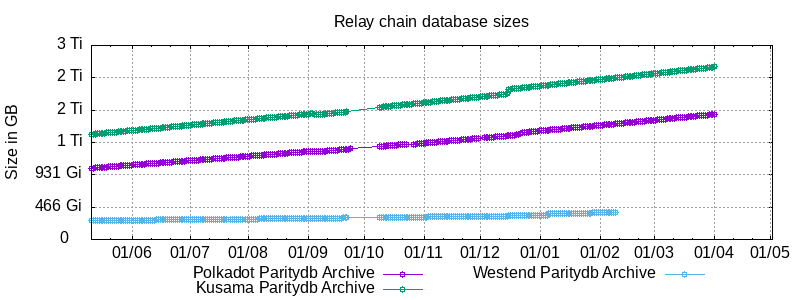 Relay chain database sizes
Size in GB
3 Ti
2 Ti
2 Ti
1 Ti
931 Gi
466 Gi
0
01/06 01/07 01/08 01/09 01/10 01/11 01/12 01/01 01/02 01/03 01/04 01/05
Polkadot Paritydb Archive Westend Paritydb Archive
Kusama Paritydb Archive